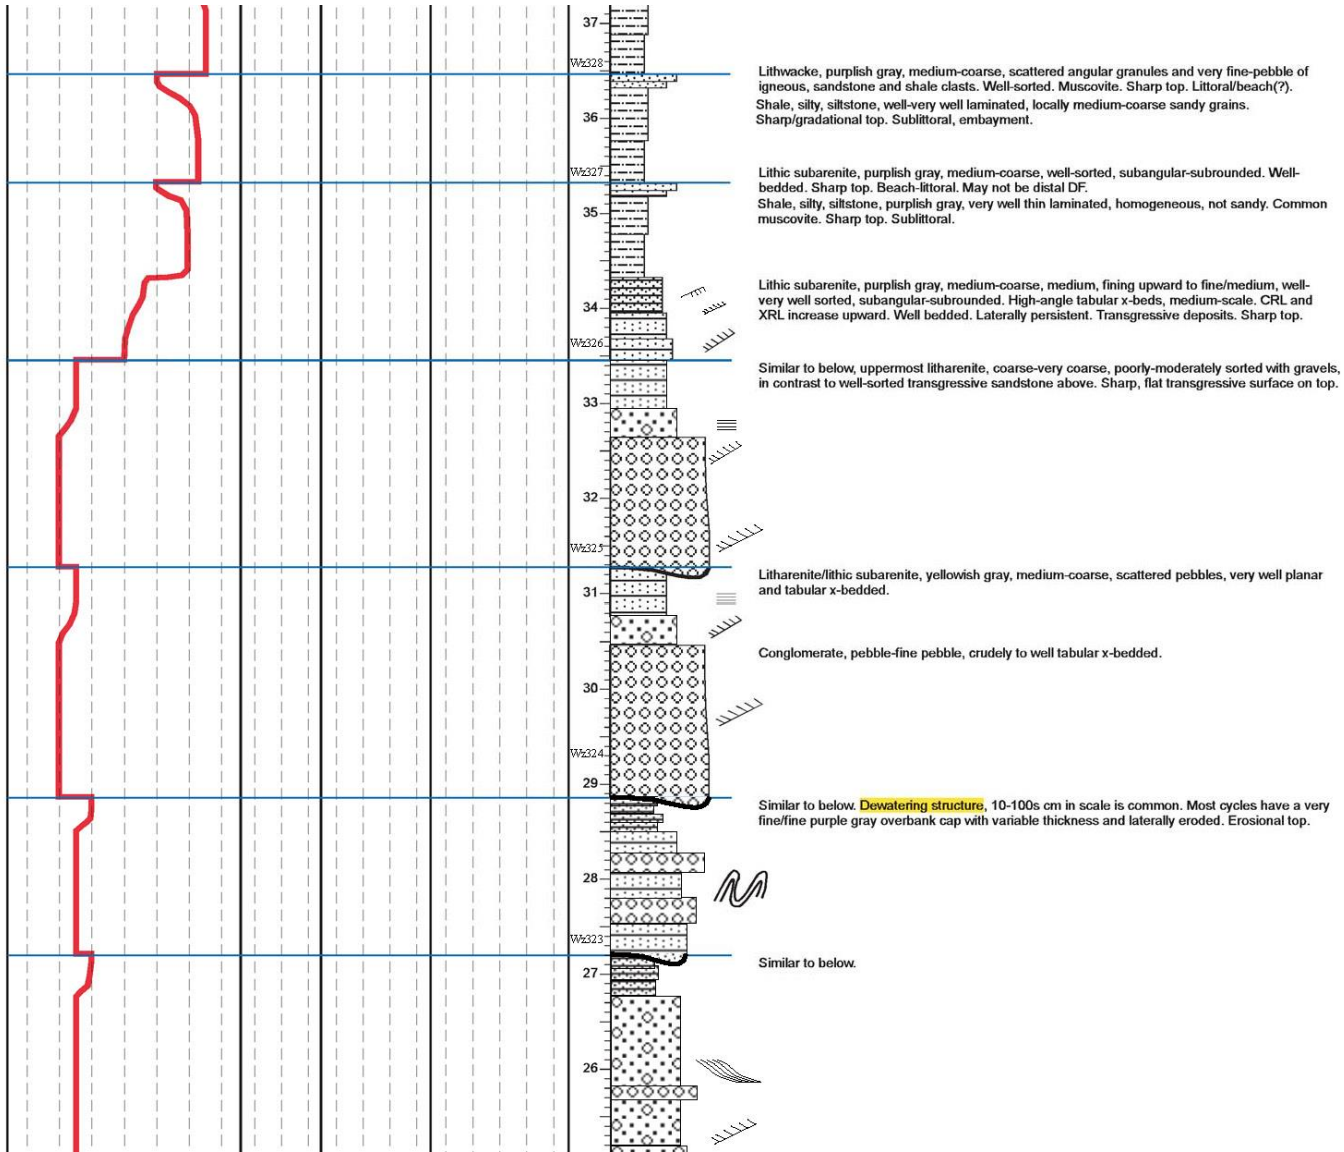 37
Wz328
Lithwacke, purplish gray, medium-coarse, scattered angular granules and very fine-pebble of
igneous, sandstone and shale clasts. Well-sorted. Muscovite. Sharp top. Littoral/beach(?).
Shale, silty, siltstone, well-very well laminated, locally medium-coarse sandy grains.
Sharp/gradational top. Sublittoral, embayment.
36
Wz327
Lithic subarenite, purplish gray, medium-coarse, well-sorted, subangular-subrounded. Well-
bedded. Sharp top. Beach-littoral. May not be distal DF.
Shale, silty, siltstone, purplish gray, very well thin laminated, homogeneous, not sandy. Common
muscovite. Sharp top. Sublittoral.
35
Lithic subarenite, purplish gray, medium-coarse, medium, fining upward to fine/medium, well-
very well sorted, subangular-subrounded. High-angle tabular x-beds, medium-scale. CRL and
XRL increase upward. Well bedded. Laterally persistent. Transgressive deposits. Sharp top.
34
Wz326
Similar to below, uppermost litharenite, coarse-very coarse, poorly-moderately sorted with gravels,
in contrast to well-sorted transgressive sandstone above. Sharp, flat transgressive surface on top.
33
32
Wz325
Litharenite/lithic subarenite, yellowish gray, medium-coarse, scattered pebbles, very well planar
and tabular x-bedded.
31
Conglomerate, pebble-fine pebble, crudely to well tabular x-bedded.
30
Wz324
29
Similar to below. Dewatering structure, 10-100s cm in scale is common. Most cycles have a very
fine/fine purple gray overbank cap with variable thickness and laterally eroded. Erosional top.
28
Wz323
Similar to below.
27
26